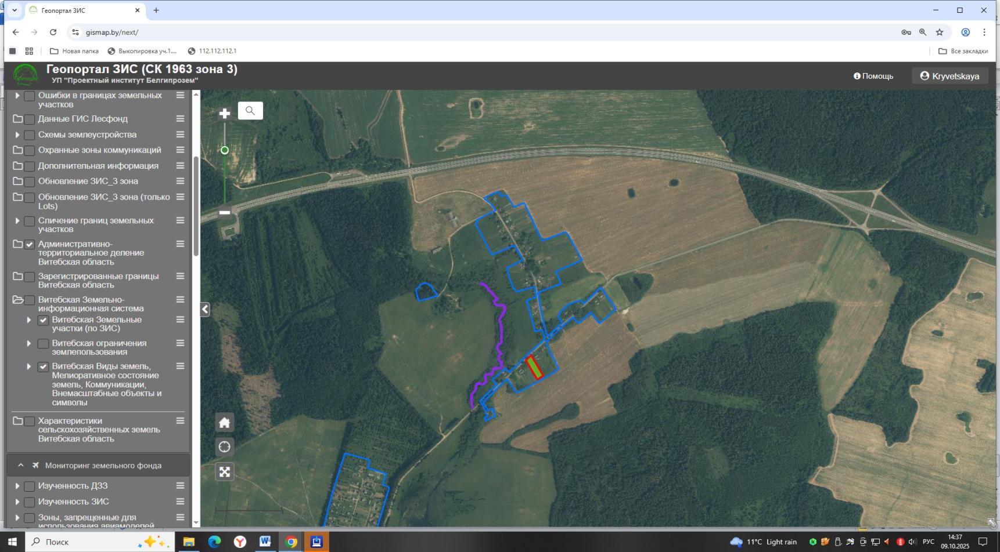 Геопортал ЗИС
gismap.by/next/
Новая папка
Выкопировка уч.1....
112.112.112.1
Все закладки
Геопортал ЗИС (СК 1963 зона 3)
УП "Проектный институт Белгипрозем"
Помощь
Kryvetskaya
Ошибки в границах земельных
участков
Данные ГИС Лесфонд
Схемы землеустройства
Охранные зоны коммуникаций
Дополнительная информация
Обновление ЗИС_3 зона
Обновление ЗИС_3 зона (только
Lots)
Сличение границ земельных
участков
Административно-
территориальное деление
Витебская область
Зарегистрированные границы
Витебская область
Витебская Земельно-
информационная система
Витебская Земельные
участки (по ЗИС)
Витебская ограничения
землепользования
Витебская Виды земель,
Мелиоративное состояние
земель, Коммуникации,
Внемасштабные объекты и
символы
Характеристики
сельскохозяйственных земель
Витебская область
Мониторинг земельного фонда
Изученность ДЗЗ
Изученность ЗИС
Зоны, запрещенные для
использования авиамоделей
Поиск
11°C Light rain
РУС
14:37
09.10.2025